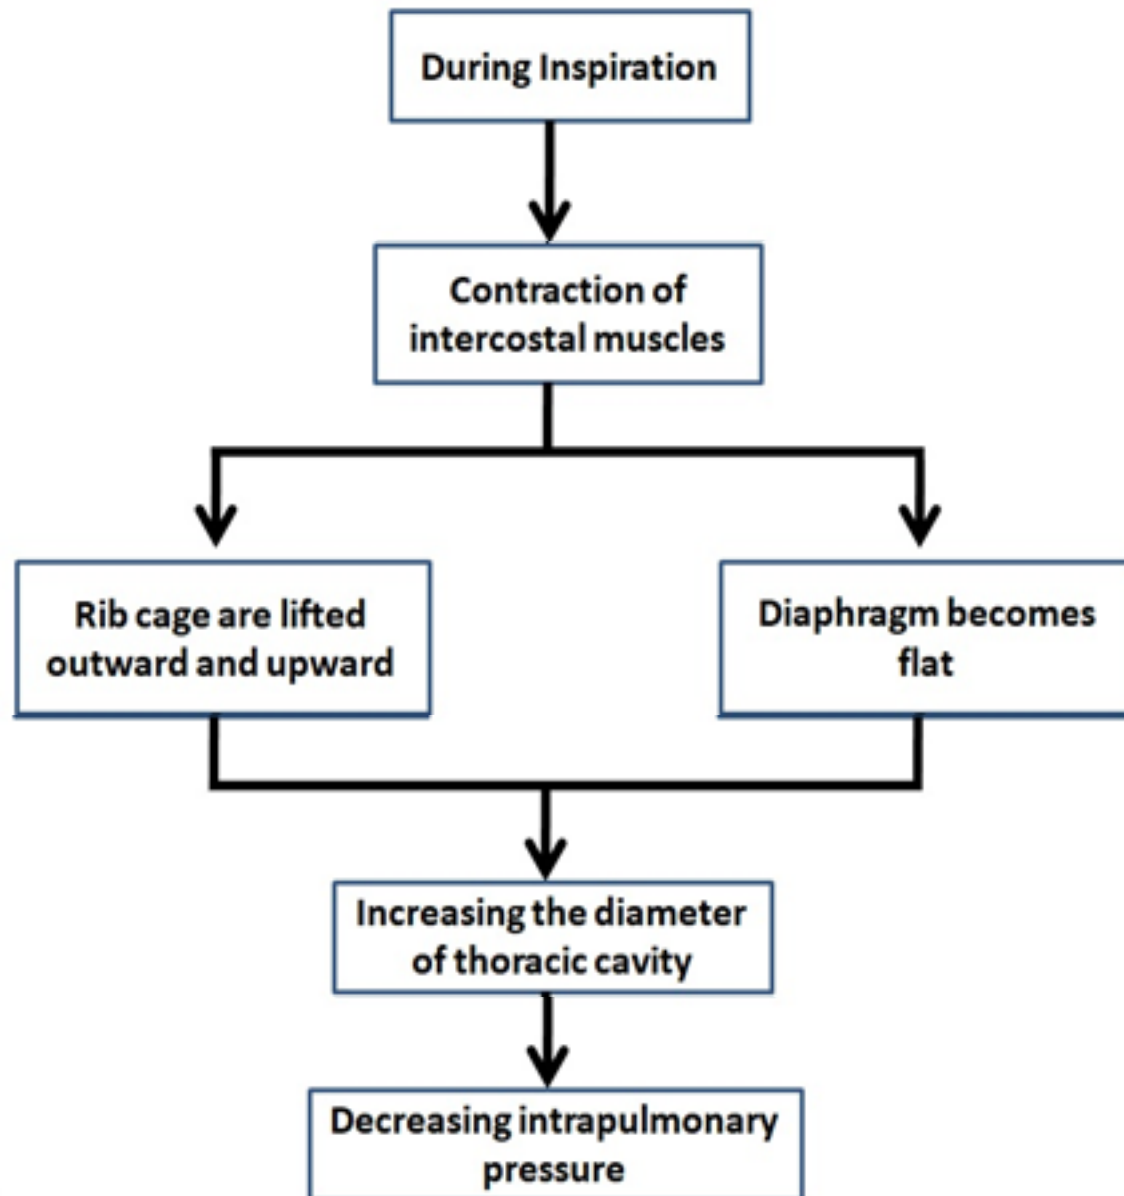 During Inspiration
Contraction of
intercostal muscles
Rib cage are lifted
outward and upward
Diaphragm becomes
flat
Increasing the diameter
of thoracic cavity
Decreasing intrapulmonary
pressure